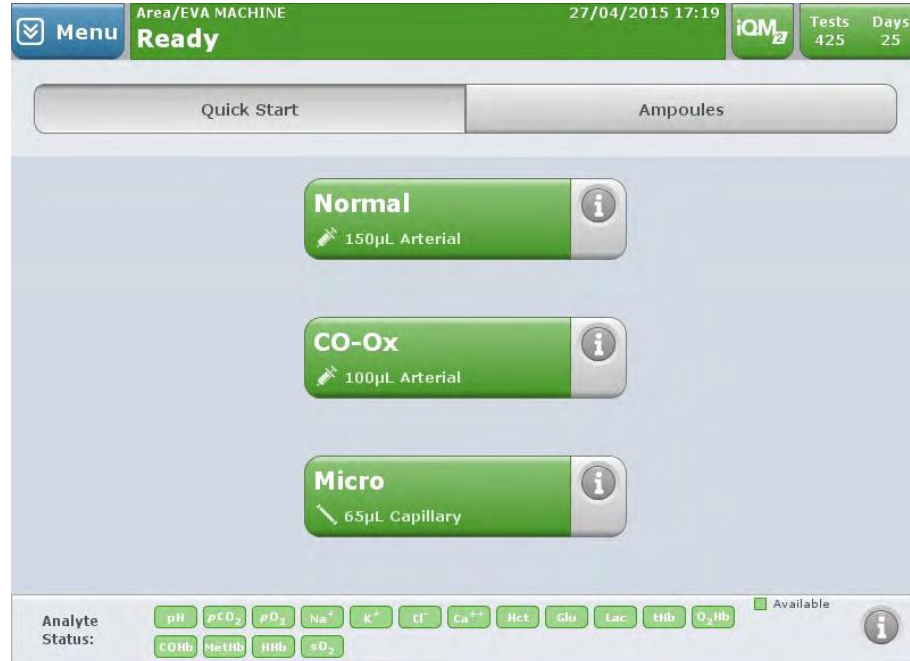 Menu
Area/EVA MACHINE 27/04/2015 17:19
Ready
iQM2
Tests Days
425 25
Quick Start Ampoules
Normal
150µL Arterial
CO-Ox
100µL Arterial
Micro
65µL Capillary
Available
Analyte
Status:
pH pCO₂ pO₂ Na⁺ K⁺ Cl⁻ Ca⁺⁺ Hct Glu Lac tHb O₂Hb
COHb MetHb HHb sO₂